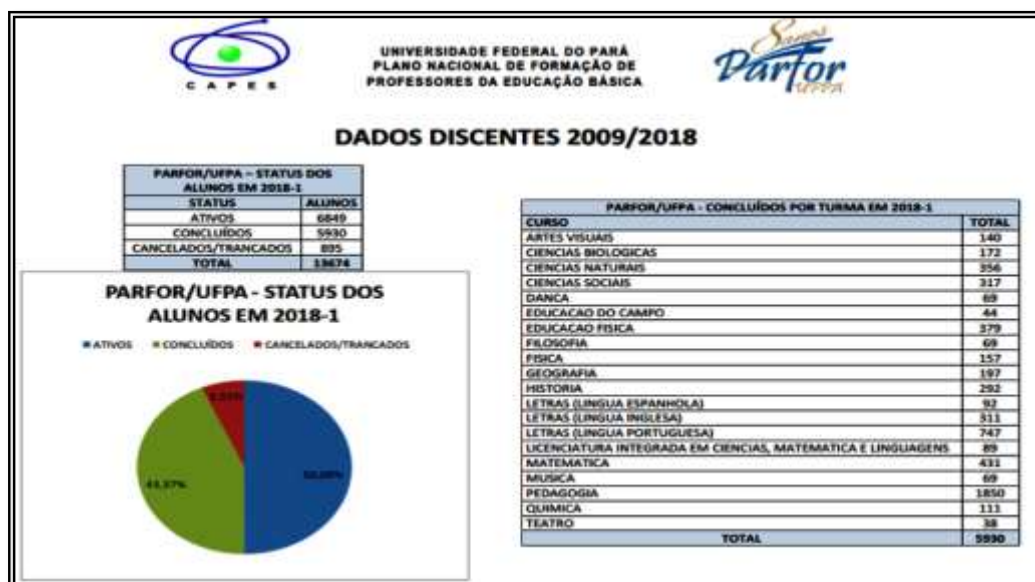 CAPES
UNIVERSIDADE FEDERAL DO PARÁ
PLANO NACIONAL DE FORMAÇÃO DE
PROFESSORES DA EDUCAÇÃO BÁSICA
5anos
Parfor
UFPA
DADOS DISCENTES 2009/2018
PARFOR/UFPA – STATUS DOS
ALUNOS EM 2018-1
STATUS ALUNOS
ATIVOS 6849
CONCLUÍDOS 5930
CANCELADOS/TRANCADOS 895
TOTAL 13674
PARFOR/UFPA - STATUS DOS
ALUNOS EM 2018-1
ATIVOS CONCLUÍDOS CANCELADOS/TRANCADOS
43,37%
PARFOR/UFPA - CONCLUÍDOS POR TURMA EM 2018-1
CURSO TOTAL
ARTES VISUAIS 140
CIENCIAS BIOLOGICAS 172
CIENCIAS NATURAIS 356
CIENCIAS SOCIAIS 317
DANCA 69
EDUCACAO DO CAMPO 44
EDUCACAO FISICA 379
FILOSOFIA 69
FISICA 157
GEOGRAFIA 197
HISTORIA 292
LETRAS (LINGUA ESPANHOLA) 92
LETRAS (LINGUA INGLESA) 311
LETRAS (LINGUA PORTUGUESA) 747
LICENCIATURA INTEGRADA EM CIENCIAS, MATEMATICA E LINGUAGENS 89
MATEMATICA 431
MUSICA 69
PEDAGOGIA 1850
QUIMICA 111
TEATRO 38
TOTAL 5930